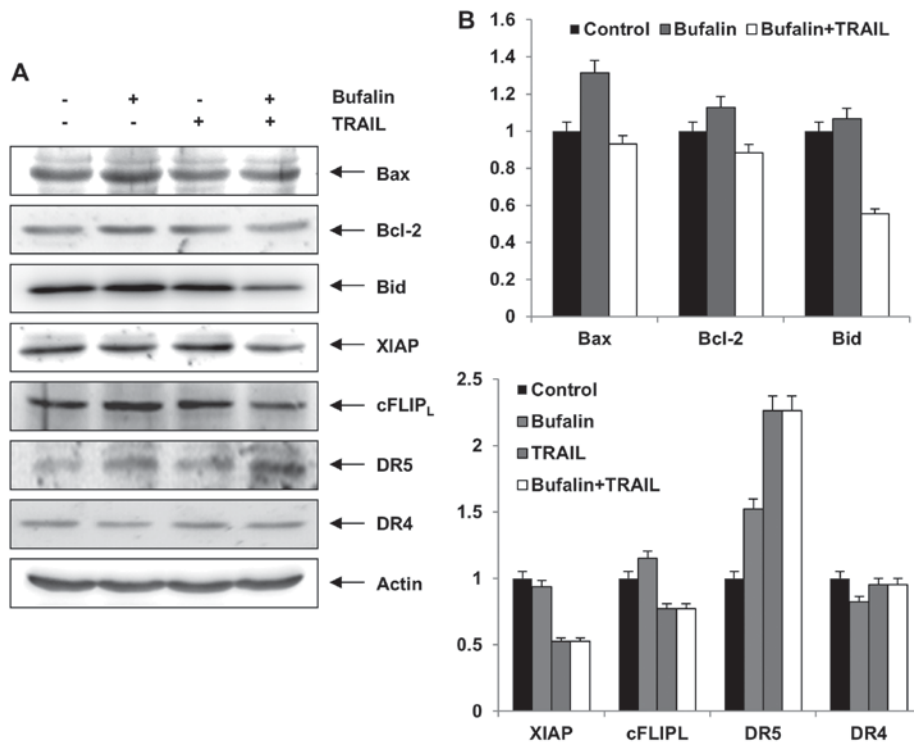 A
- + - + Bufalin
- - + + TRAIL
Bax
Bcl-2
Bid
XIAP
cFLIPL
DR5
DR4
Actin
B
1.6
1.4
1.2
1
0.8
0.6
0.4
0.2
0
Control Bufalin Bufalin+TRAIL
Bax Bcl-2 Bid
2.5
2
1.5
1
0.5
0
Control
Bufalin
TRAIL
Bufalin+TRAIL
XIAP cFLIPL DR5 DR4